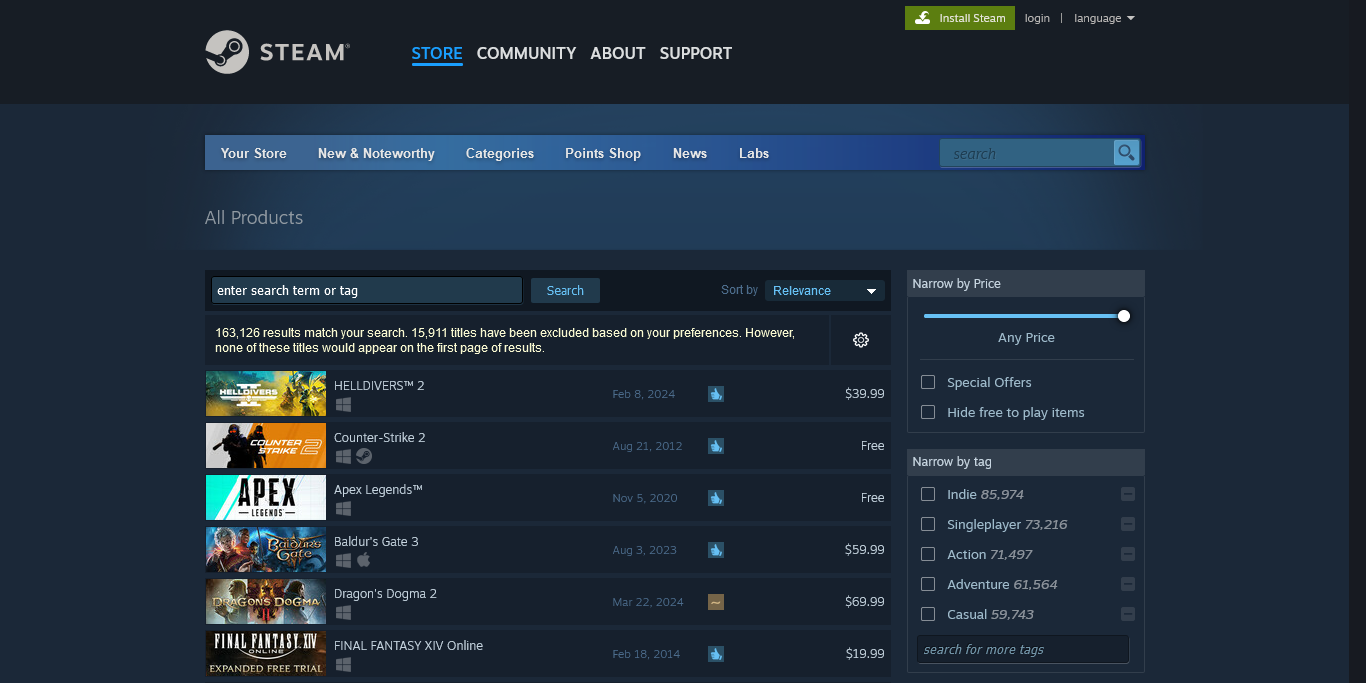 Install Steam login | language
STEAM®
STORE COMMUNITY ABOUT SUPPORT
Your Store New & Noteworthy Categories Points Shop News Labs search
All Products
enter search term or tag Search Sort by Relevance
163,126 results match your search. 15,911 titles have been excluded based on your preferences. However,
none of these titles would appear on the first page of results.
HELLDIVERS II
HELLDIVERS™ 2 Feb 8, 2024 $39.99
COUNTER STRIKE 2
Counter-Strike 2 Aug 21, 2012 Free
APEX
LEGENDS
Apex Legends™ Nov 5, 2020 Free
BALDUR'S GATE
Baldur's Gate 3 Aug 3, 2023 $59.99
DRAGON'S DOGMA
Dragon's Dogma 2 Mar 22, 2024 $69.99
FINAL FANTASY XIV
ONLINE
EXPANDED FREE TRIAL
FINAL FANTASY XIV Online Feb 18, 2014 $19.99
Narrow by Price
Any Price
Special Offers
Hide free to play items
Narrow by tag
Indie 85,974
Singleplayer 73,216
Action 71,497
Adventure 61,564
Casual 59,743
search for more tags